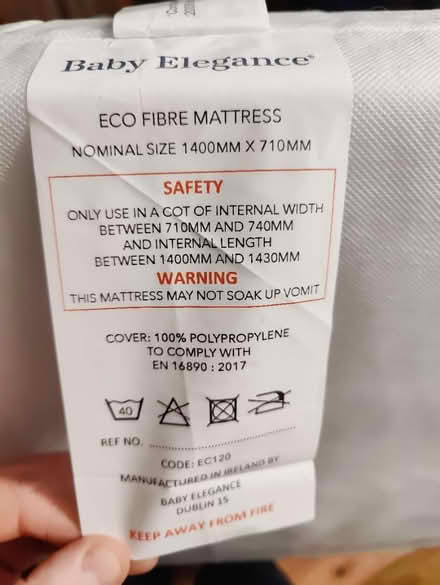 Baby Elegance®
ECO FIBRE MATTRESS
NOMINAL SIZE 1400MM X 710MM
SAFETY
ONLY USE IN A COT OF INTERNAL WIDTH
BETWEEN 710MM AND 740MM
AND INTERNAL LENGTH
BETWEEN 1400MM AND 1430MM
WARNING
THIS MATTRESS MAY NOT SOAK UP VOMIT
COVER: 100% POLYPROPYLENE
TO COMPLY WITH
EN 16890 : 2017
40
REF NO. ................................
CODE: EC120
MANUFACTURED IN IRELAND BY
BABY ELEGANCE
DUBLIN 15
KEEP AWAY FROM FIRE